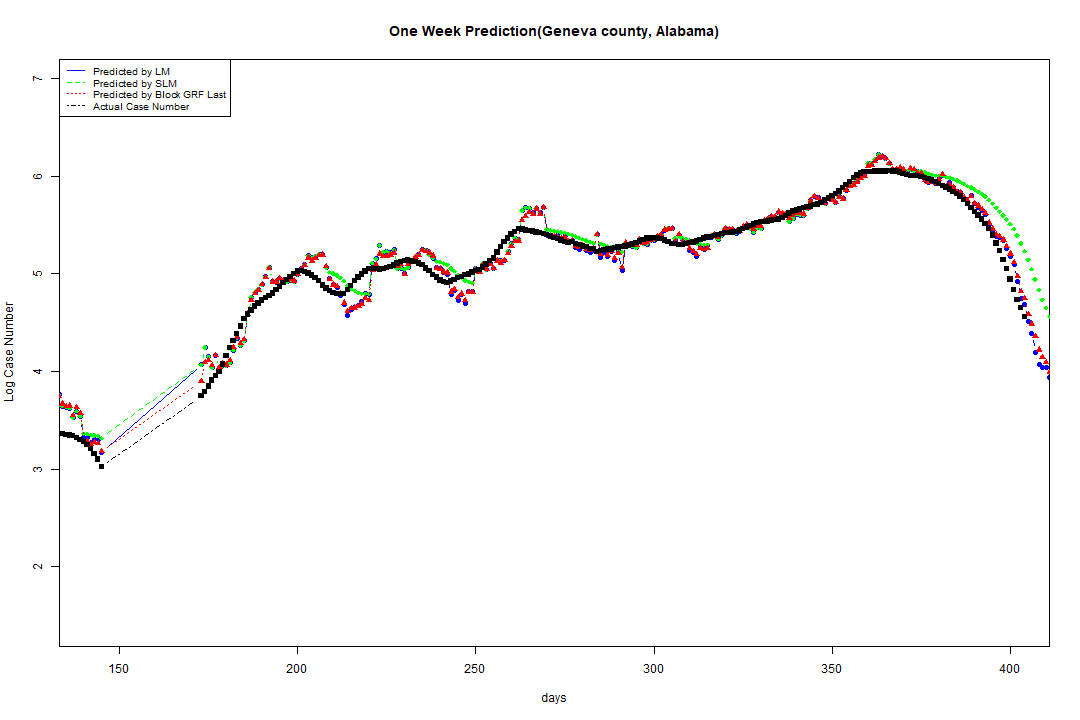 One Week Prediction(Geneva county, Alabama)
Predicted by LM
Predicted by SLM
Predicted by Block GRF Last
Actual Case Number
7
6
5
4
3
2
Log Case Number
150 200 250 300 350 400
days